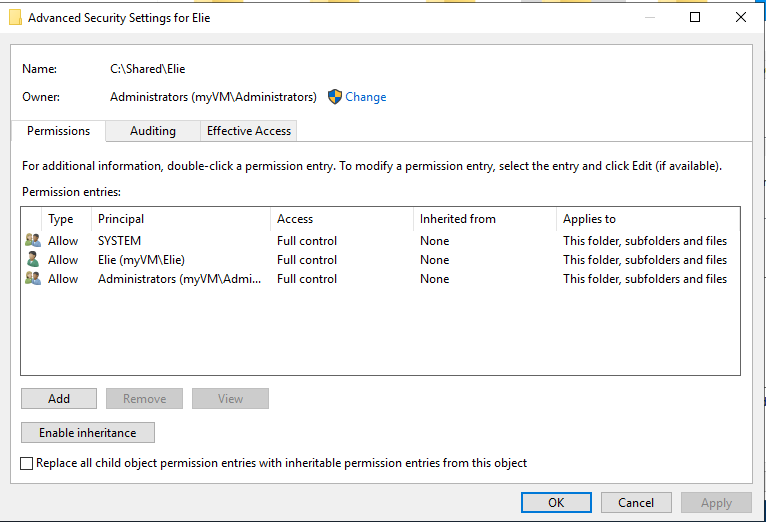 Advanced Security Settings for Elie
Name: C:\Shared\Elie
Owner: Administrators (myVM\Administrators) Change
Permissions Auditing Effective Access
For additional information, double-click a permission entry. To modify a permission entry, select the entry and click Edit (if available).
Permission entries:
Type Principal Access Inherited from Applies to
Allow SYSTEM Full control None This folder, subfolders and files
Allow Elie (myVM\Elie) Full control None This folder, subfolders and files
Allow Administrators (myVM\Admi... Full control None This folder, subfolders and files
Add Remove View
Enable inheritance
Replace all child object permission entries with inheritable permission entries from this object
OK Cancel Apply